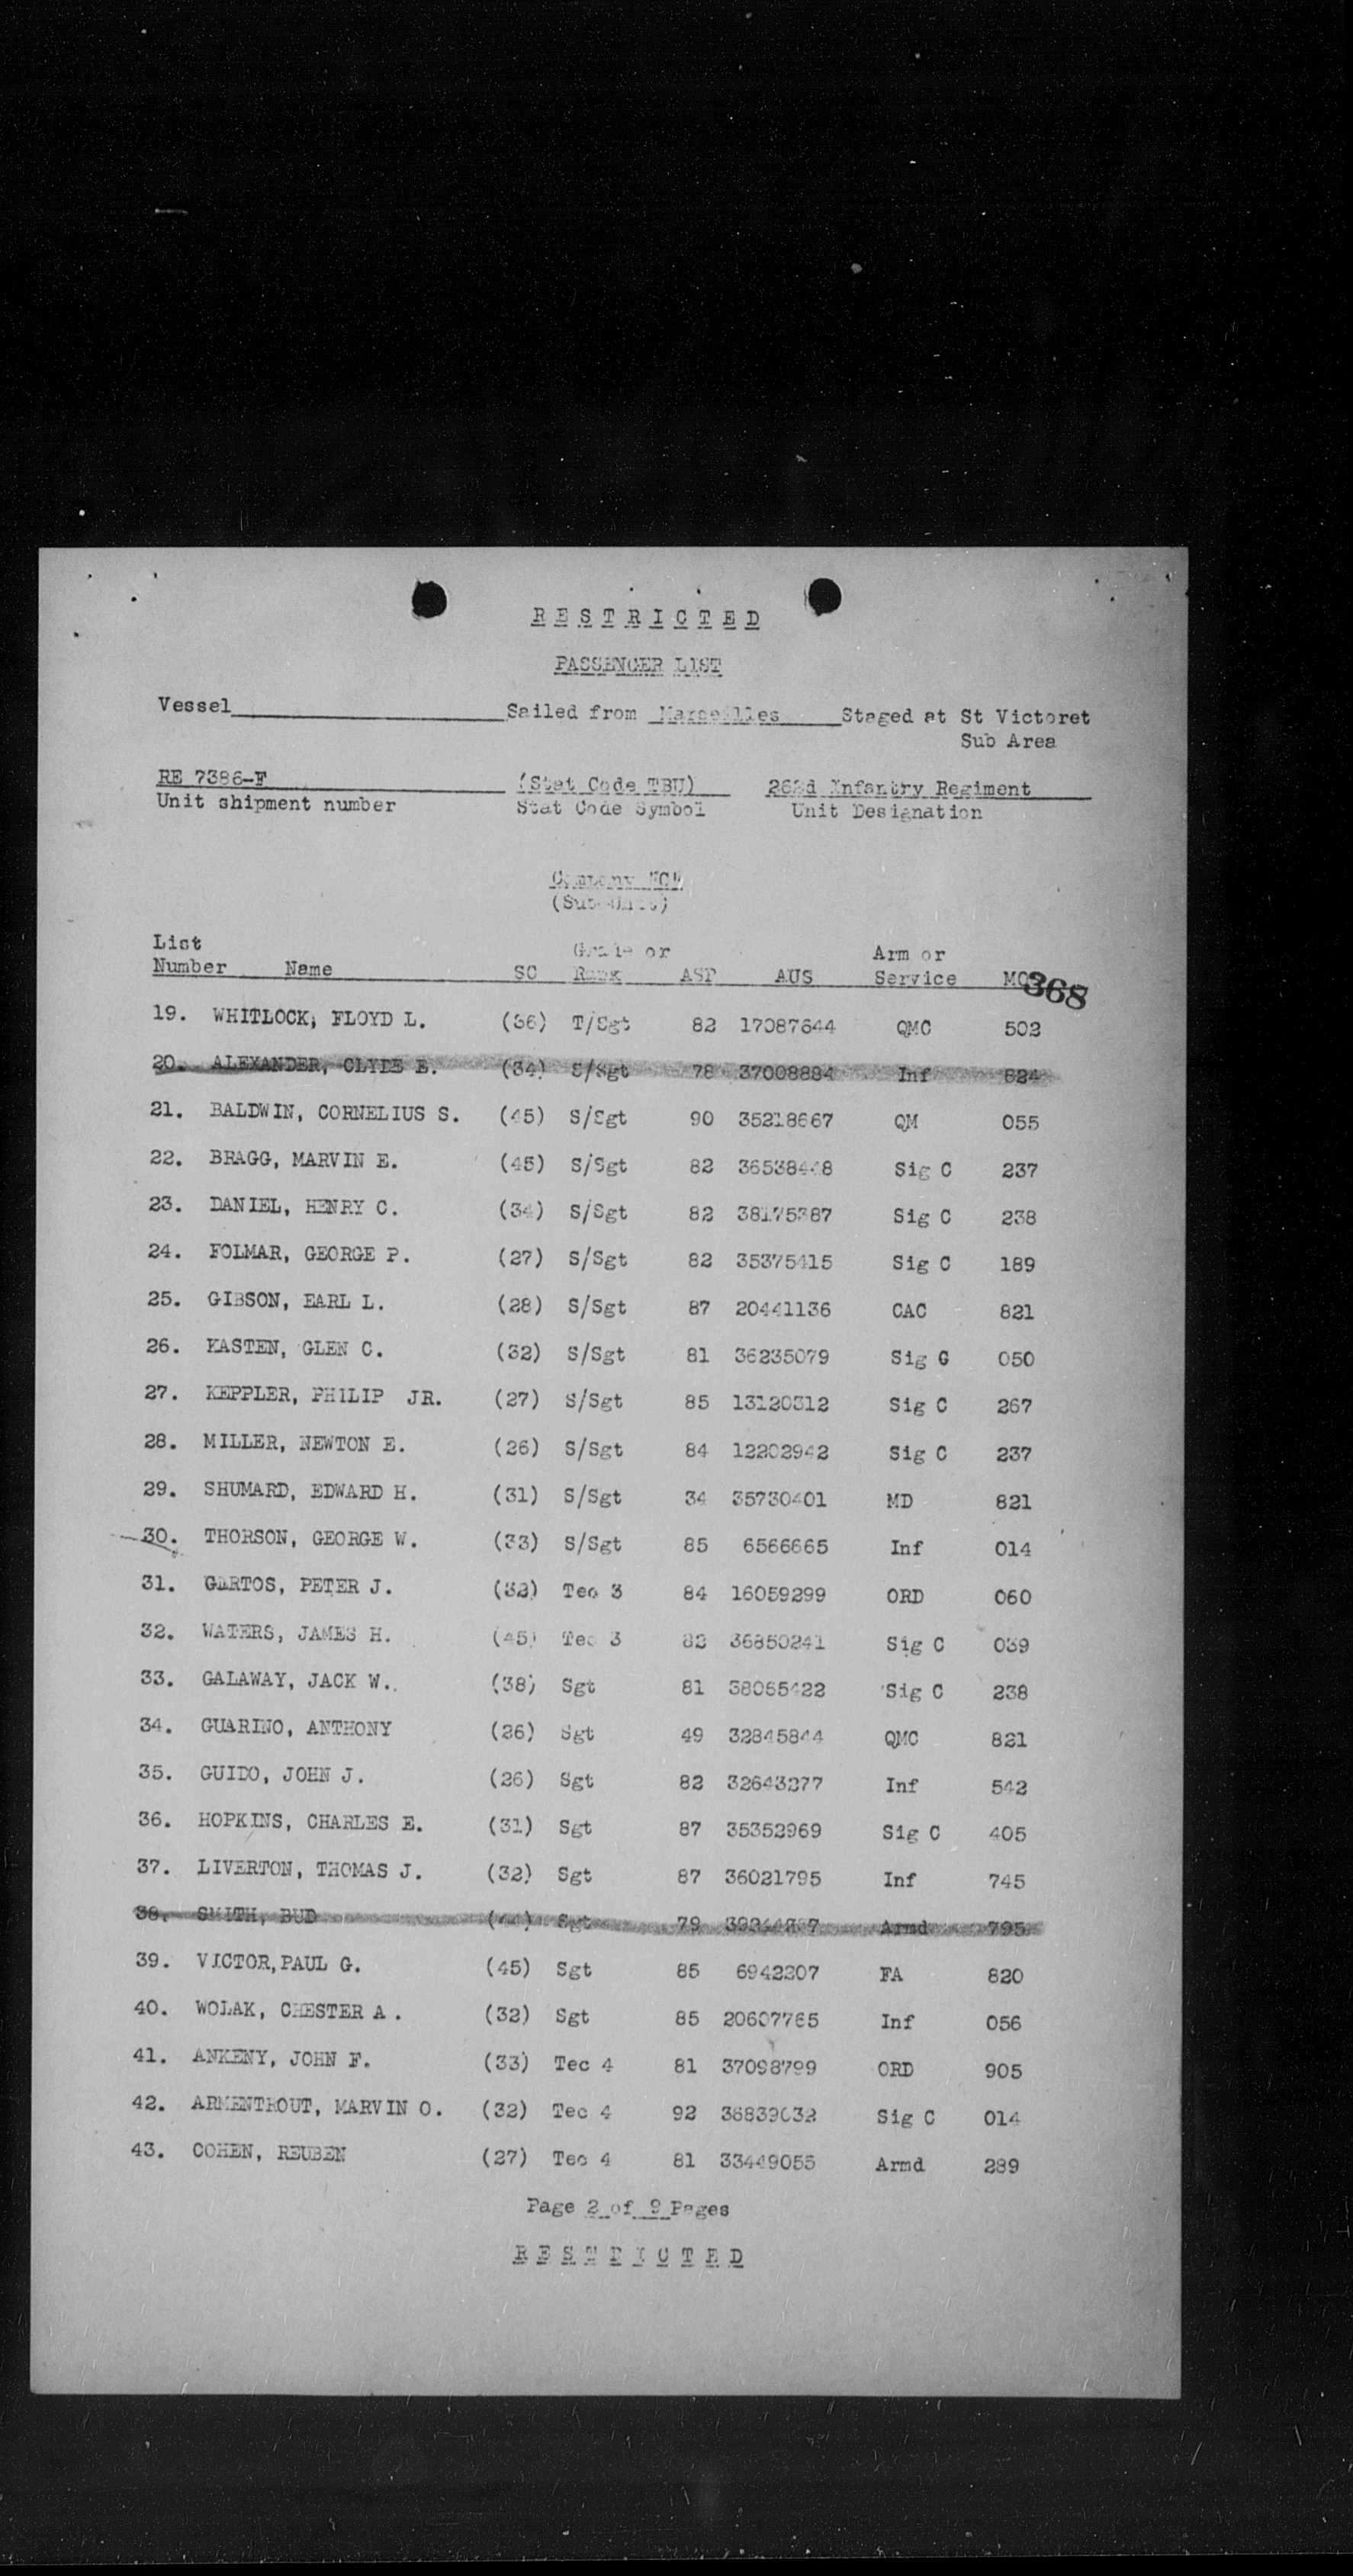 RESTRICTED
PASSENGER LIST
Vessel Sailed from Marseilles Staged at St Victoret
Sub Area
RE 7386-F (Stat Code TBU) 262d Infantry Regiment
Unit shipment number Stat Code Symbol Unit Designation
Company "C"
(Sub-Unit)
List Grade or Arm or
Number Name SC Rank ASP AUS Service MO
368
19. WHITLOCK, FLOYD L. (36) T/Sgt 82 17087644 QMC 502
20. ALEXANDER, CLYDE E. (34) S/Sgt 78 37008884 Inf 824
21. BALDWIN, CORNELIUS S. (45) S/Sgt 90 35218667 QM 055
22. BRAGG, MARVIN E. (45) S/Sgt 82 36538448 Sig C 237
23. DANIEL, HENRY C. (34) S/Sgt 82 38175387 Sig C 238
24. FOLMAR, GEORGE P. (27) S/Sgt 82 35375415 Sig C 189
25. GIBSON, EARL L. (28) S/Sgt 87 20441136 CAC 821
26. KASTEN, GLEN C. (32) S/Sgt 81 36235079 Sig G 050
27. KEPPLER, PHILIP JR. (27) S/Sgt 85 13120312 Sig C 267
28. MILLER, NEWTON E. (26) S/Sgt 84 12202942 Sig C 237
29. SHUMARD, EDWARD H. (31) S/Sgt 34 35730401 MD 821
30. THORSON, GEORGE W. (33) S/Sgt 85 6566665 Inf 014
31. GARTOS, PETER J. (32) Tec 3 84 16059299 ORD 060
32. WATERS, JAMES H. (45) Tec 3 82 36850241 Sig C 039
33. GALAWAY, JACK W. (38) Sgt 81 38065422 Sig C 238
34. GUARINO, ANTHONY (26) Sgt 49 32845844 QMC 821
35. GUIDO, JOHN J. (26) Sgt 82 32643277 Inf 542
36. HOPKINS, CHARLES E. (31) Sgt 87 35352969 Sig C 405
37. LIVERTON, THOMAS J. (32) Sgt 87 36021795 Inf 745
38. SMITH, BUD Sgt 79 Armd 795
39. VICTOR,PAUL G. (45) Sgt 85 6942207 FA 820
40. WOLAK, CHESTER A. (32) Sgt 85 20607765 Inf 056
41. ANKENY, JOHN F. (33) Tec 4 81 37098799 ORD 905
42. ARMENTROUT, MARVIN O. (32) Tec 4 92 36839032 Sig C 014
43. COHEN, REUBEN (27) Tec 4 81 33449055 Armd 289
Page 2 of 9 Pages
RESTRICTED